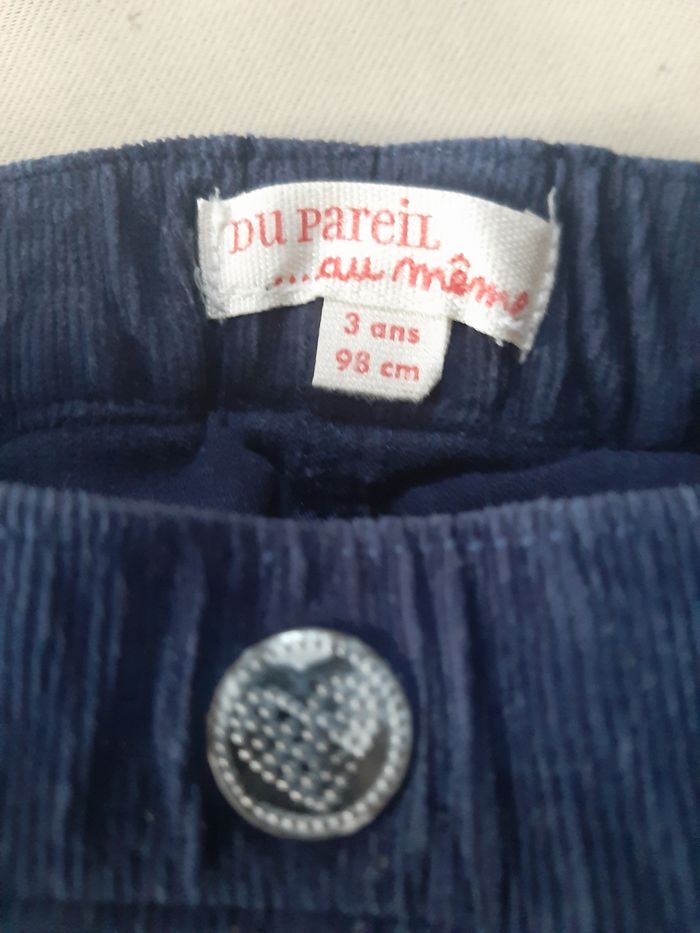 DU PareiL
...au même
3 ans
98 cm